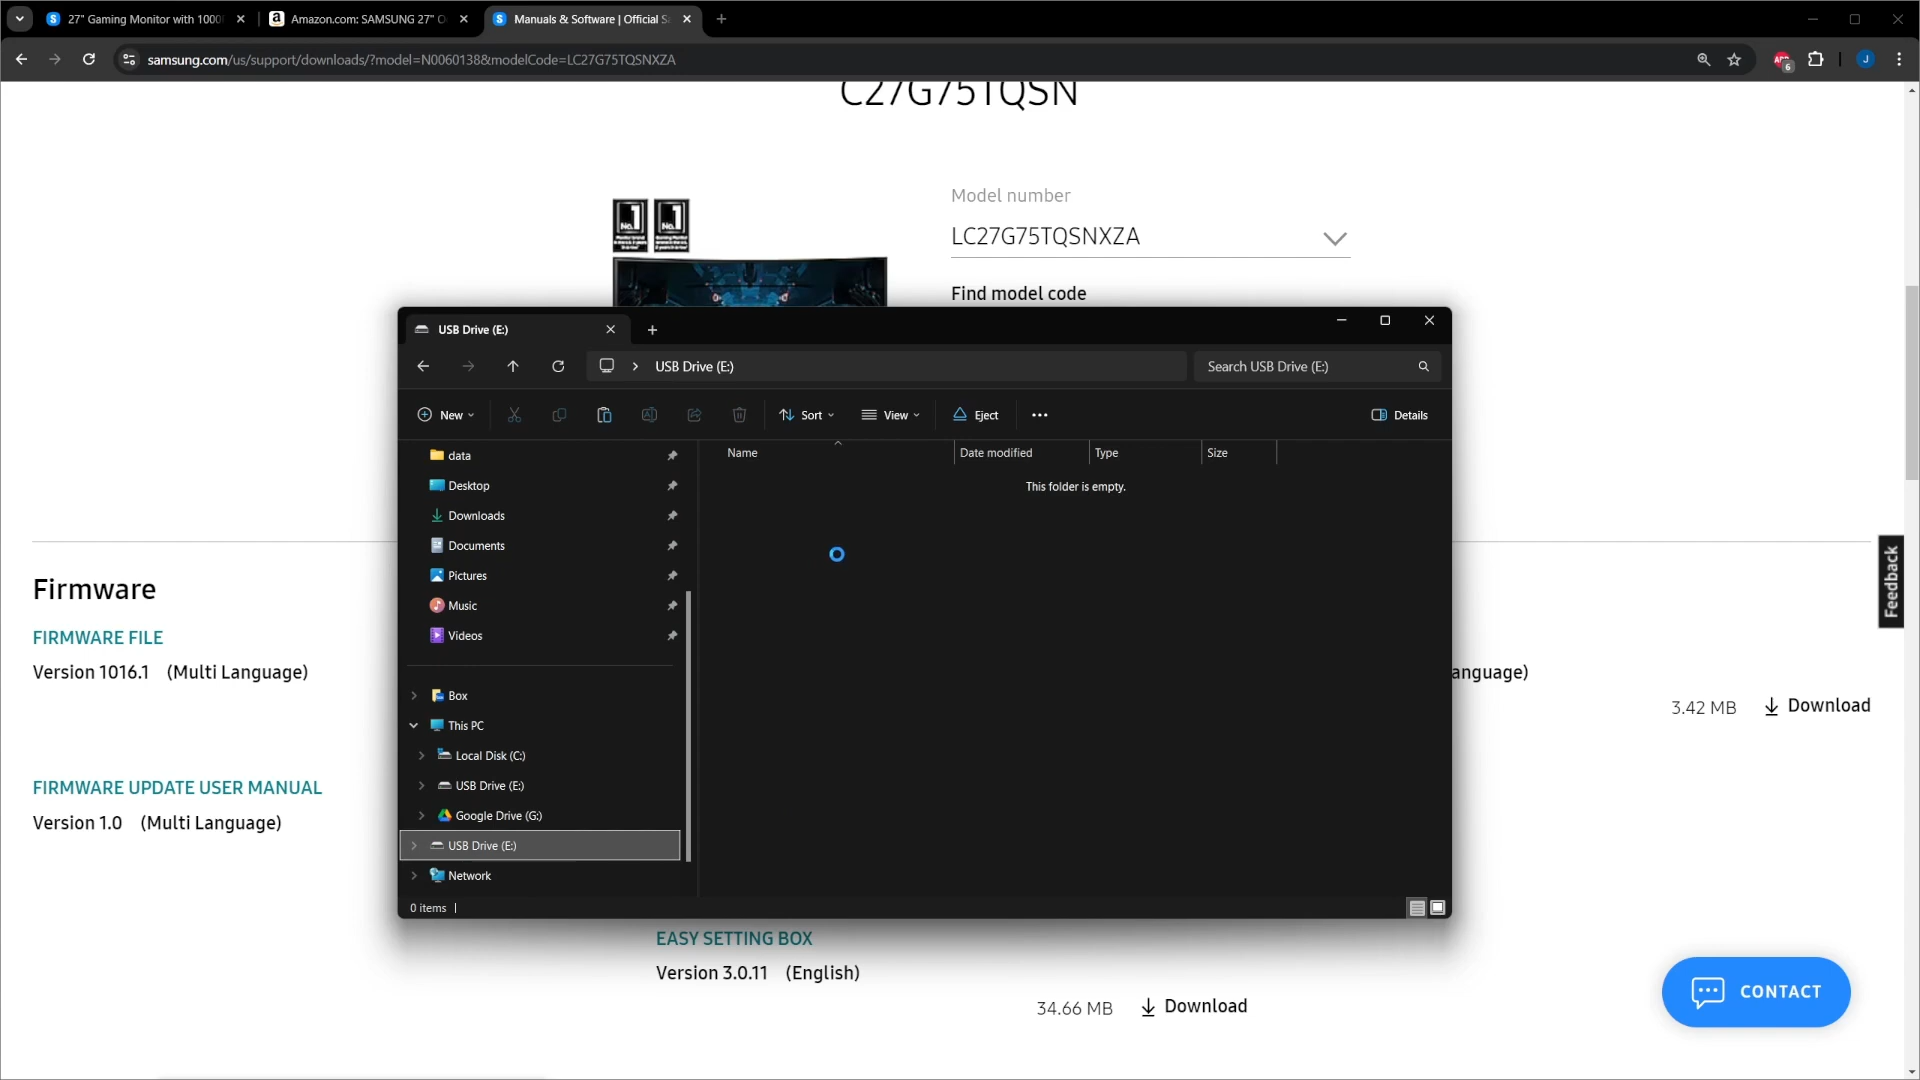 27" Gaming Monitor with 1000
Amazon.com: SAMSUNG 27" O
Manuals & Software | Official S
samsung.com/us/support/downloads/?model=N0060138&modelCode=LC27G75TQSNXZA
6
J
C27G75TQSN
No.1
No.1
Model number
LC27G75TQSNXZA
Find model code
USB Drive (E:)
USB Drive (E:)
Search USB Drive (E:)
New
Sort
View
Eject
Details
Name
Date modified
Type
Size
This folder is empty.
data
Desktop
Downloads
Documents
Pictures
Music
Videos
Box
This PC
Local Disk (C:)
USB Drive (E:)
Google Drive (G:)
USB Drive (E:)
Network
0 items
Firmware
FIRMWARE FILE
Version 1016.1 (Multi Language)
anguage)
3.42 MB
Download
FIRMWARE UPDATE USER MANUAL
Version 1.0 (Multi Language)
EASY SETTING BOX
Version 3.0.11 (English)
34.66 MB
Download
Feedback
CONTACT